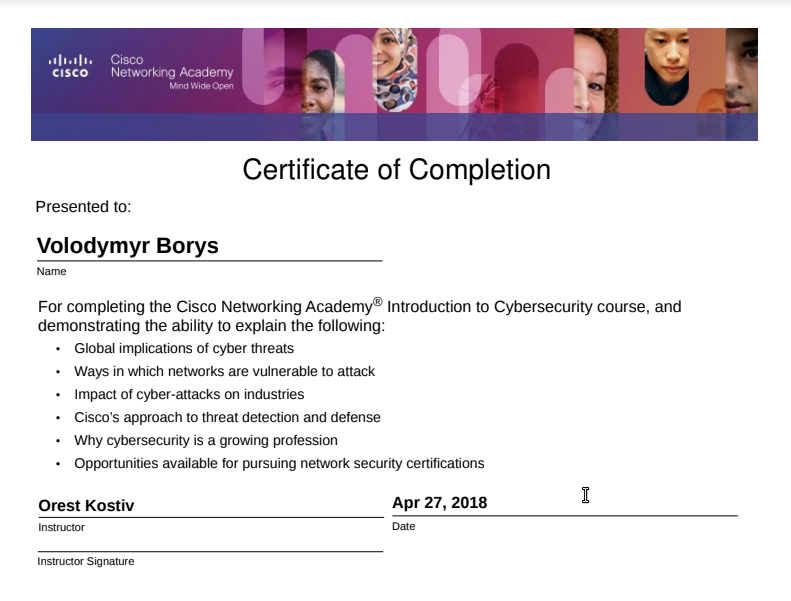 Cisco
Networking Academy
Mind Wide Open
CISCO
Certificate of Completion
Presented to:
Volodymyr Borys
Name
For completing the Cisco Networking Academy® Introduction to Cybersecurity course, and
demonstrating the ability to explain the following:
• Global implications of cyber threats
• Ways in which networks are vulnerable to attack
• Impact of cyber-attacks on industries
• Cisco’s approach to threat detection and defense
• Why cybersecurity is a growing profession
• Opportunities available for pursuing network security certifications
Orest Kostiv
Instructor
Apr 27, 2018
Date
Instructor Signature